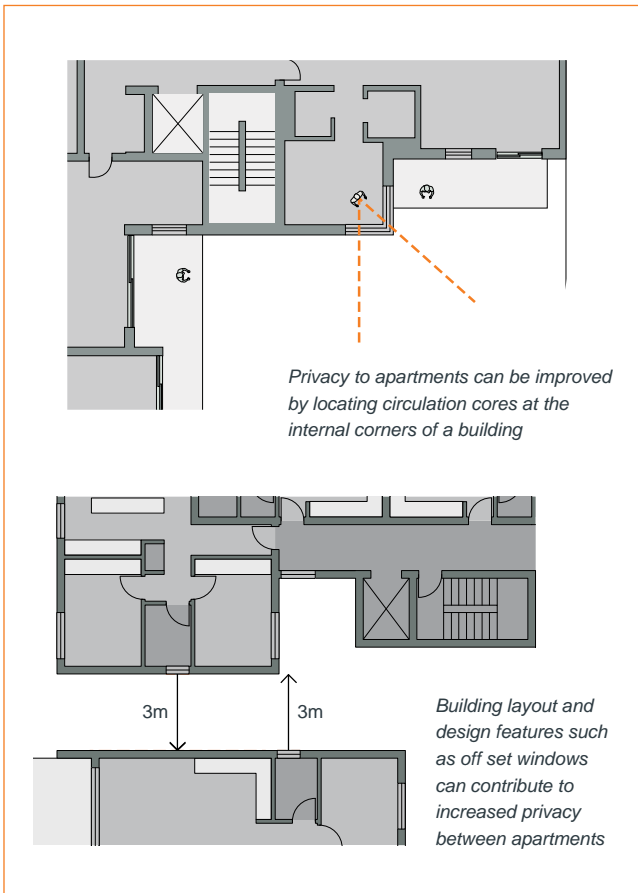 Privacy to apartments can be improved
by locating circulation cores at the
internal corners of a building
3m
3m
Building layout and
design features such
as off set windows
can contribute to
increased privacy
between apartments